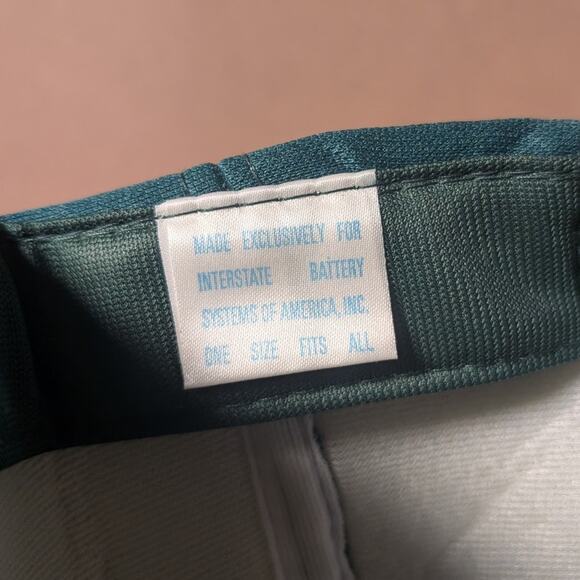 MADE EXCLUSIVELY FOR
INTERSTATE BATTERY
SYSTEMS OF AMERICA, INC.
ONE SIZE FITS ALL